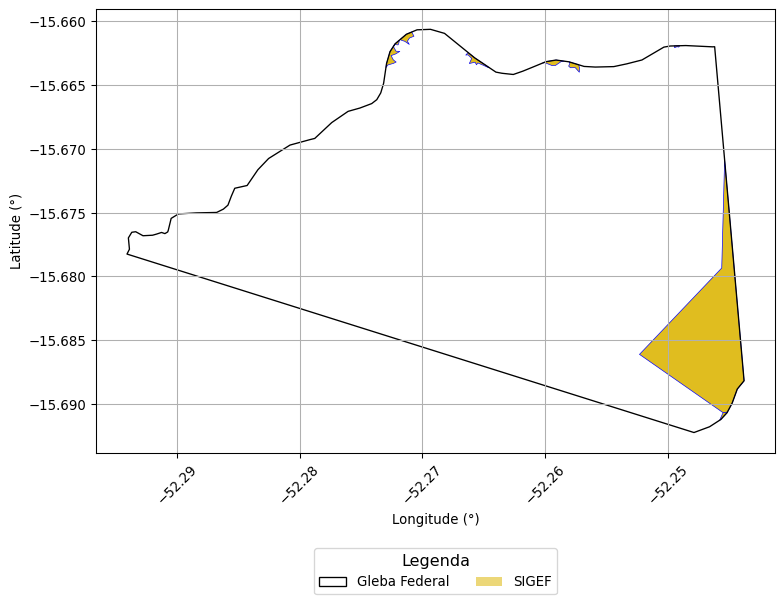 −15.660
−15.665
−15.670
−15.675
−15.680
−15.685
−15.690
Latitude (°)
−52.29
−52.28
−52.27
−52.26
−52.25
Longitude (°)
Legenda
Gleba Federal
SIGEF